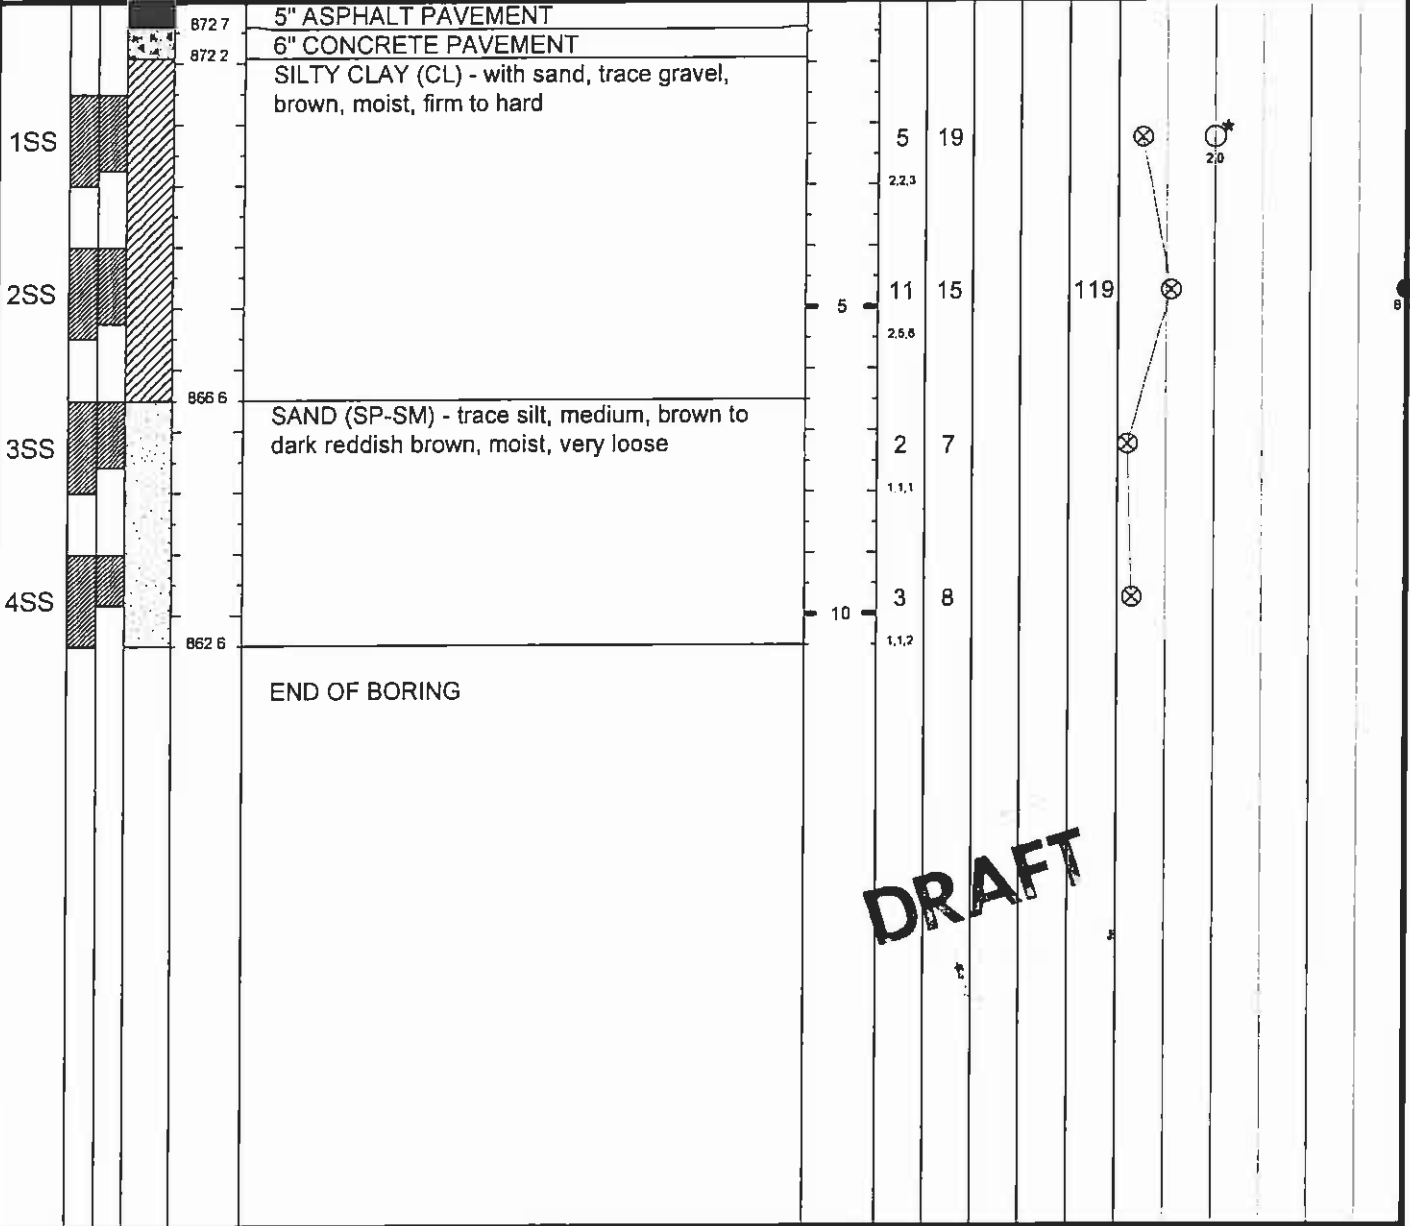 872 7
5" ASPHALT PAVEMENT
872 2
6" CONCRETE PAVEMENT
SILTY CLAY (CL) - with sand, trace gravel,
brown, moist, firm to hard
1SS
5 19
*
2.0
2,2,3
2SS
5
11 15 119
2,5,6
866 6
SAND (SP-SM) - trace silt, medium, brown to
dark reddish brown, moist, very loose
3SS
2 7
1,1,1
4SS
10
3 8
862 6
1,1,2
END OF BORING
DRAFT